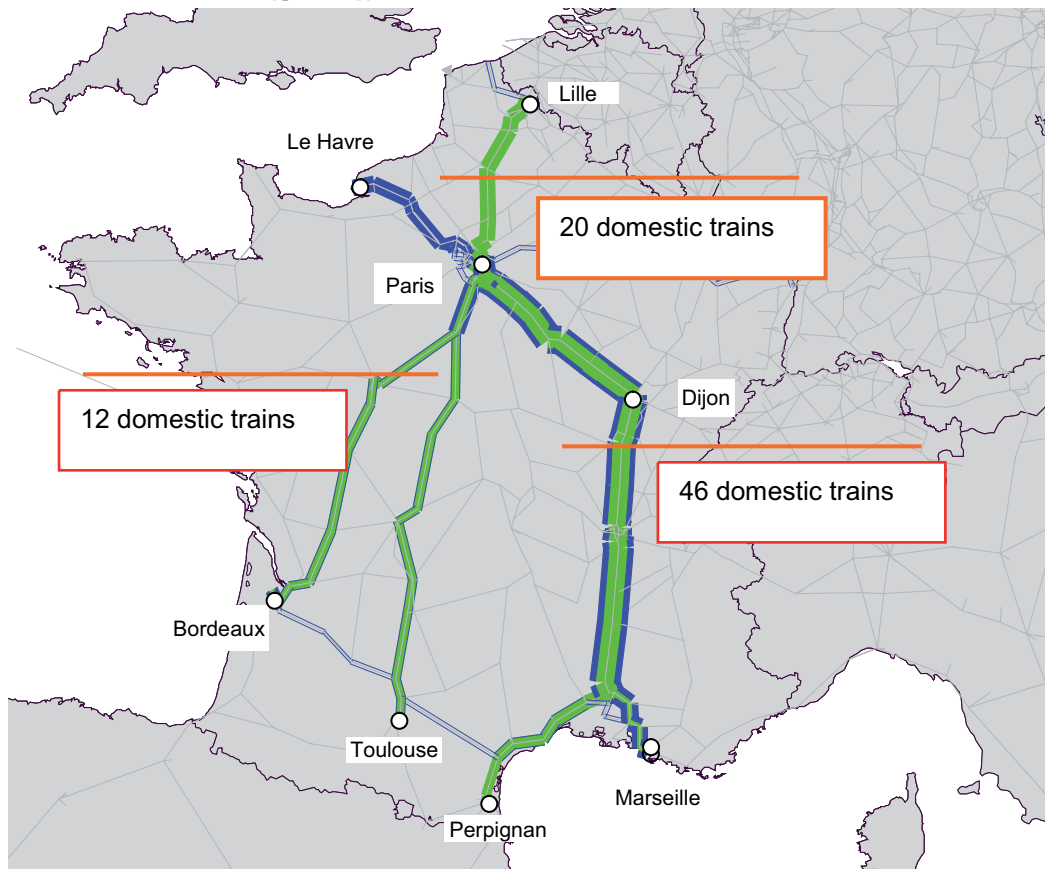 Lille
Le Havre
20 domestic trains
Paris
Dijon
12 domestic trains
46 domestic trains
Bordeaux
Toulouse
Marseille
Perpignan